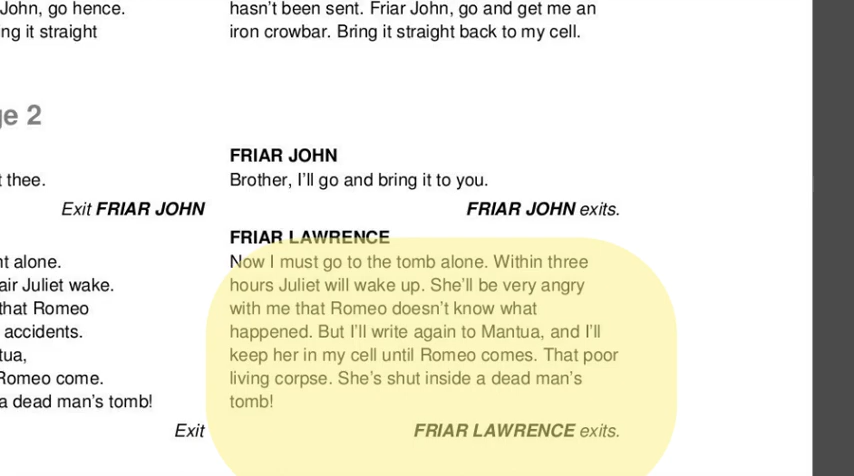 John, go hence.
ng it straight
hasn't been sent. Friar John, go and get me an
iron crowbar. Bring it straight back to my cell.
ge 2
t thee.
Exit FRIAR JOHN
nt alone.
air Juliet wake.
that Romeo
accidents.
tua,
Romeo come.
a dead man's tomb!
Exit
FRIAR JOHN
Brother, I'll go and bring it to you.
FRIAR JOHN exits.
FRIAR LAWRENCE
Now I must go to the tomb alone. Within three
hours Juliet will wake up. She'll be very angry
with me that Romeo doesn't know what
happened. But I'll write again to Mantua, and I'll
keep her in my cell until Romeo comes. That poor
living corpse. She's shut inside a dead man's
tomb!
FRIAR LAWRENCE exits.